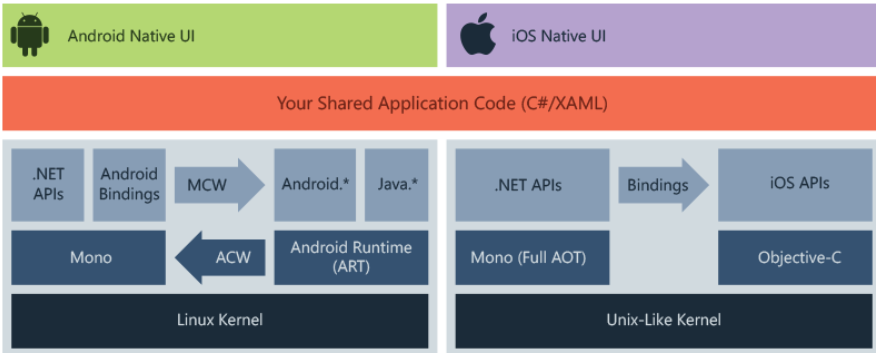 Android Native UI
iOS Native UI
Your Shared Application Code (C#/XAML)
.NET
APIs
Android
Bindings
MCW
Android.*
Java.*
Mono
ACW
Android Runtime
(ART)
Linux Kernel
.NET APIs
Bindings
iOS APIs
Mono (Full AOT)
Objective-C
Unix-Like Kernel